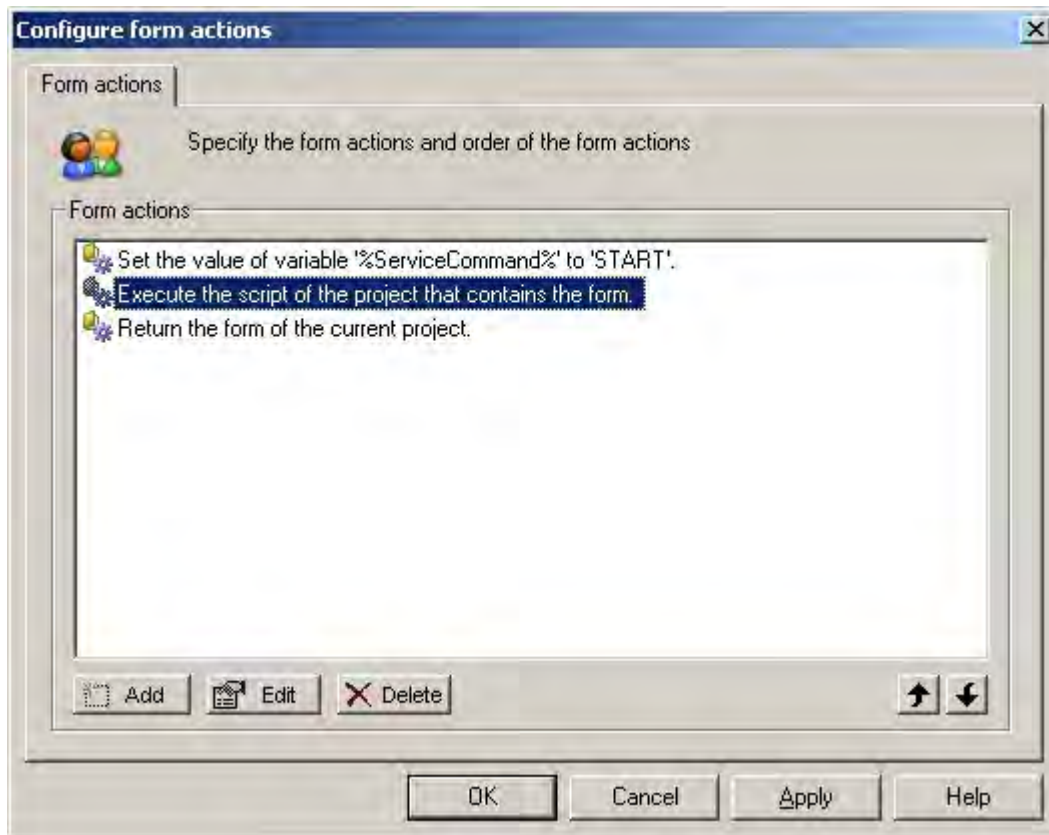 Configure form actions
Form actions
Specify the form actions and order of the form actions
Form actions
Set the value of variable '%ServiceCommand%' to 'START'.
Execute the script of the project that contains the form.
Return the form of the current project.
Add Edit Delete
OK Cancel Apply Help